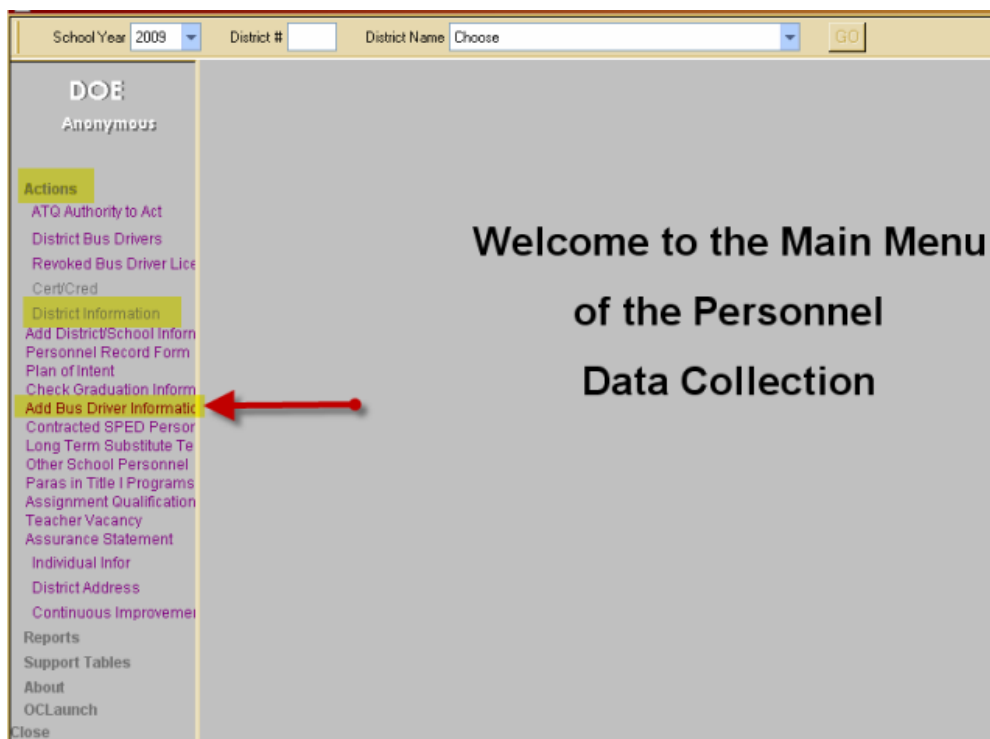 School Year 2009 District # District Name Choose GO
DOE
Anonymous
Actions
ATQ Authority to Act
District Bus Drivers
Revoked Bus Driver Lice
Cert/Cred
District Information
Add District/School Inform
Personnel Record Form
Plan of Intent
Check Graduation Inform
Add Bus Driver Informatic
Contracted SPED Person
Long Term Substitute Te
Other School Personnel
Paras in Title I Programs
Assignment Qualification
Teacher Vacancy
Assurance Statement
Individual Infor
District Address
Continuous Improvemen
Reports
Support Tables
About
OCLaunch
Close
Welcome to the Main Menu
of the Personnel
Data Collection